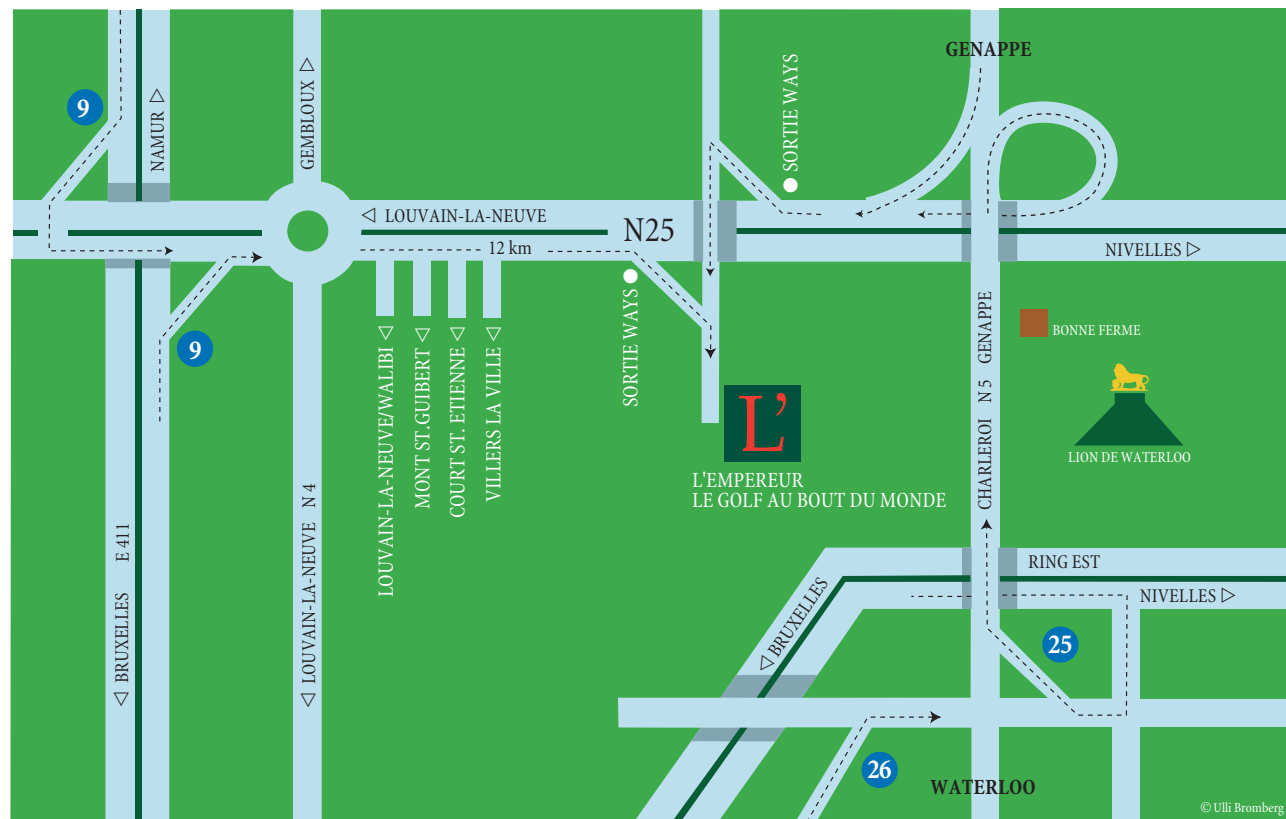 GENAPPE
9
NAMUR ▷
GEMBLOUX ▷
SORTIE WAYS
◁ LOUVAIN-LA-NEUVE
N25
12 km
NIVELLES ▷
9
LOUVAIN-LA-NEUVE/WALIBI ▷
MONT ST.GUIBERT ▷
COURT ST. ETIENNE ▷
VILLERS LA VILLE ▷
SORTIE WAYS
BONNE FERME
LION DE WATERLOO
CHARLEROI N 5 GENAPPE
L'
L'EMPEREUR
LE GOLF AU BOUT DU MONDE
◁ BRUXELLES E 411
◁ LOUVAIN-LA-NEUVE N 4
RING EST
NIVELLES ▷
◁ BRUXELLES
25
26
WATERLOO
© Ulli Bromberg